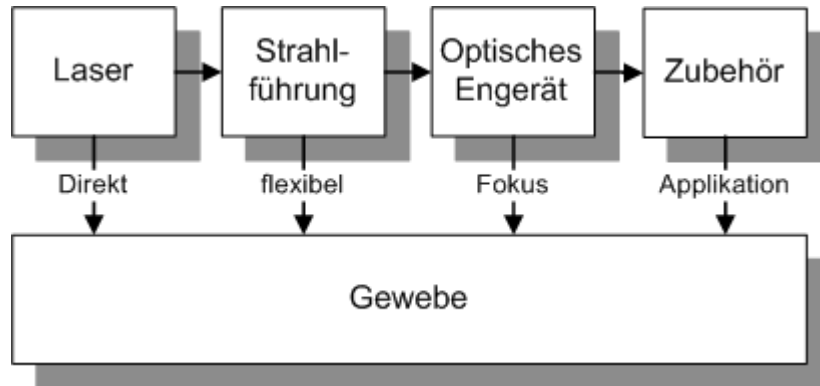 Laser
Strahl-
führung
Optisches
Engerät
Zubehör
Direkt
flexibel
Fokus
Applikation
Gewebe